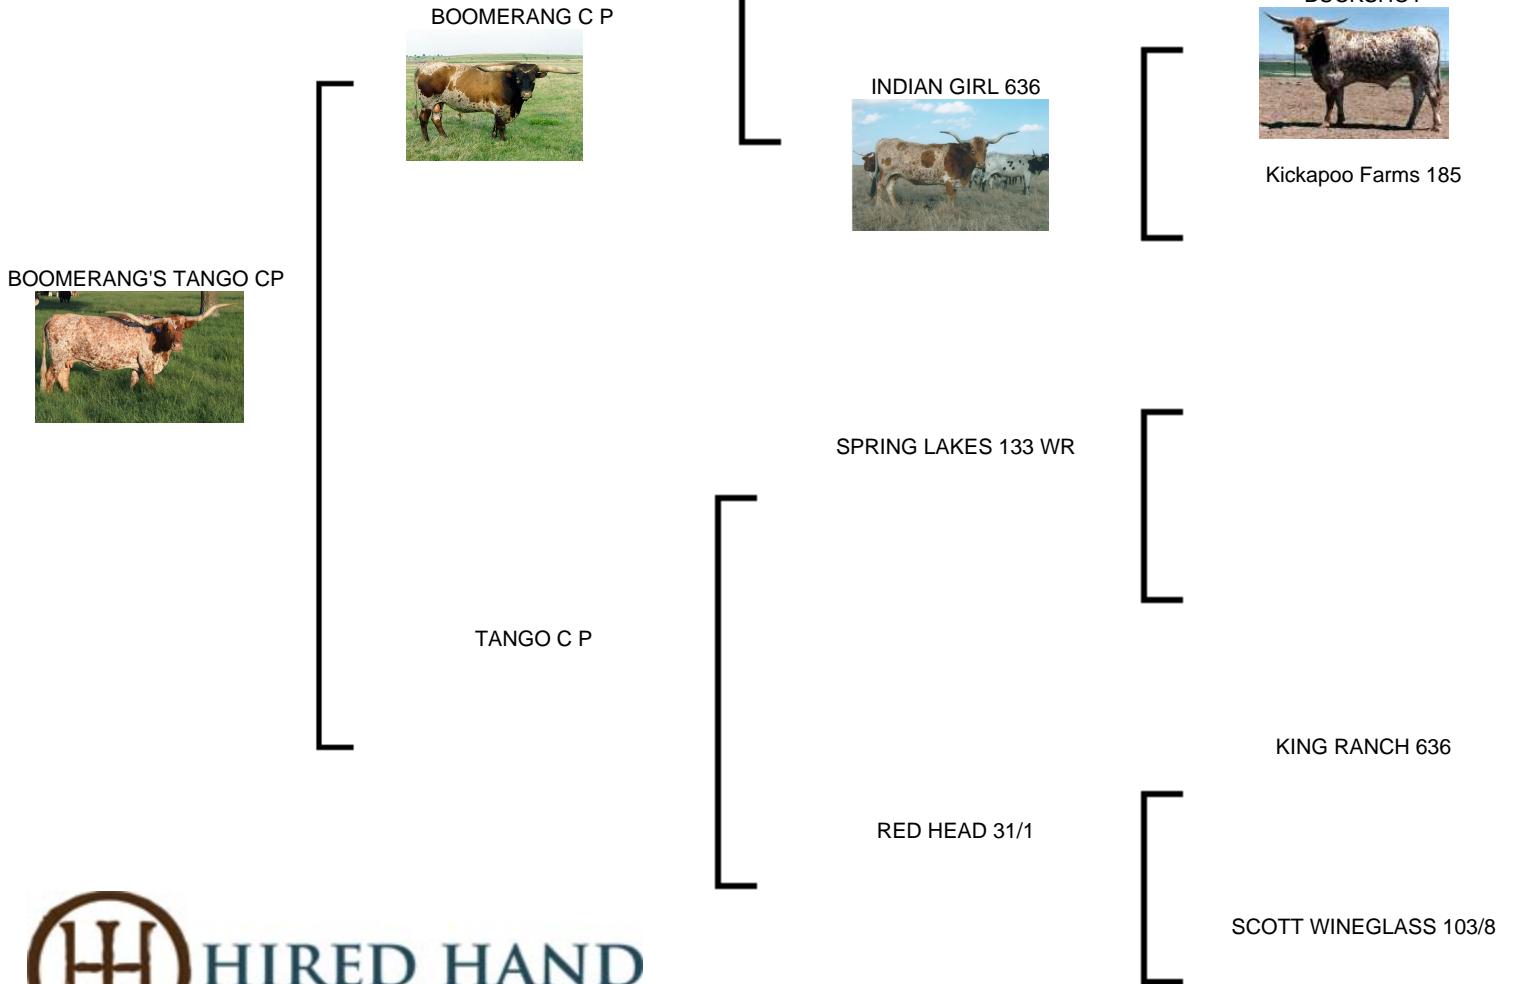 BOOMERANG C P
INDIAN GIRL 636
Kickapoo Farms 185
BOOMERANG'S TANGO CP
SPRING LAKES 133 WR
TANGO C P
KING RANCH 636
RED HEAD 31/1
SCOTT WINEGLASS 103/8
HIRED HAND